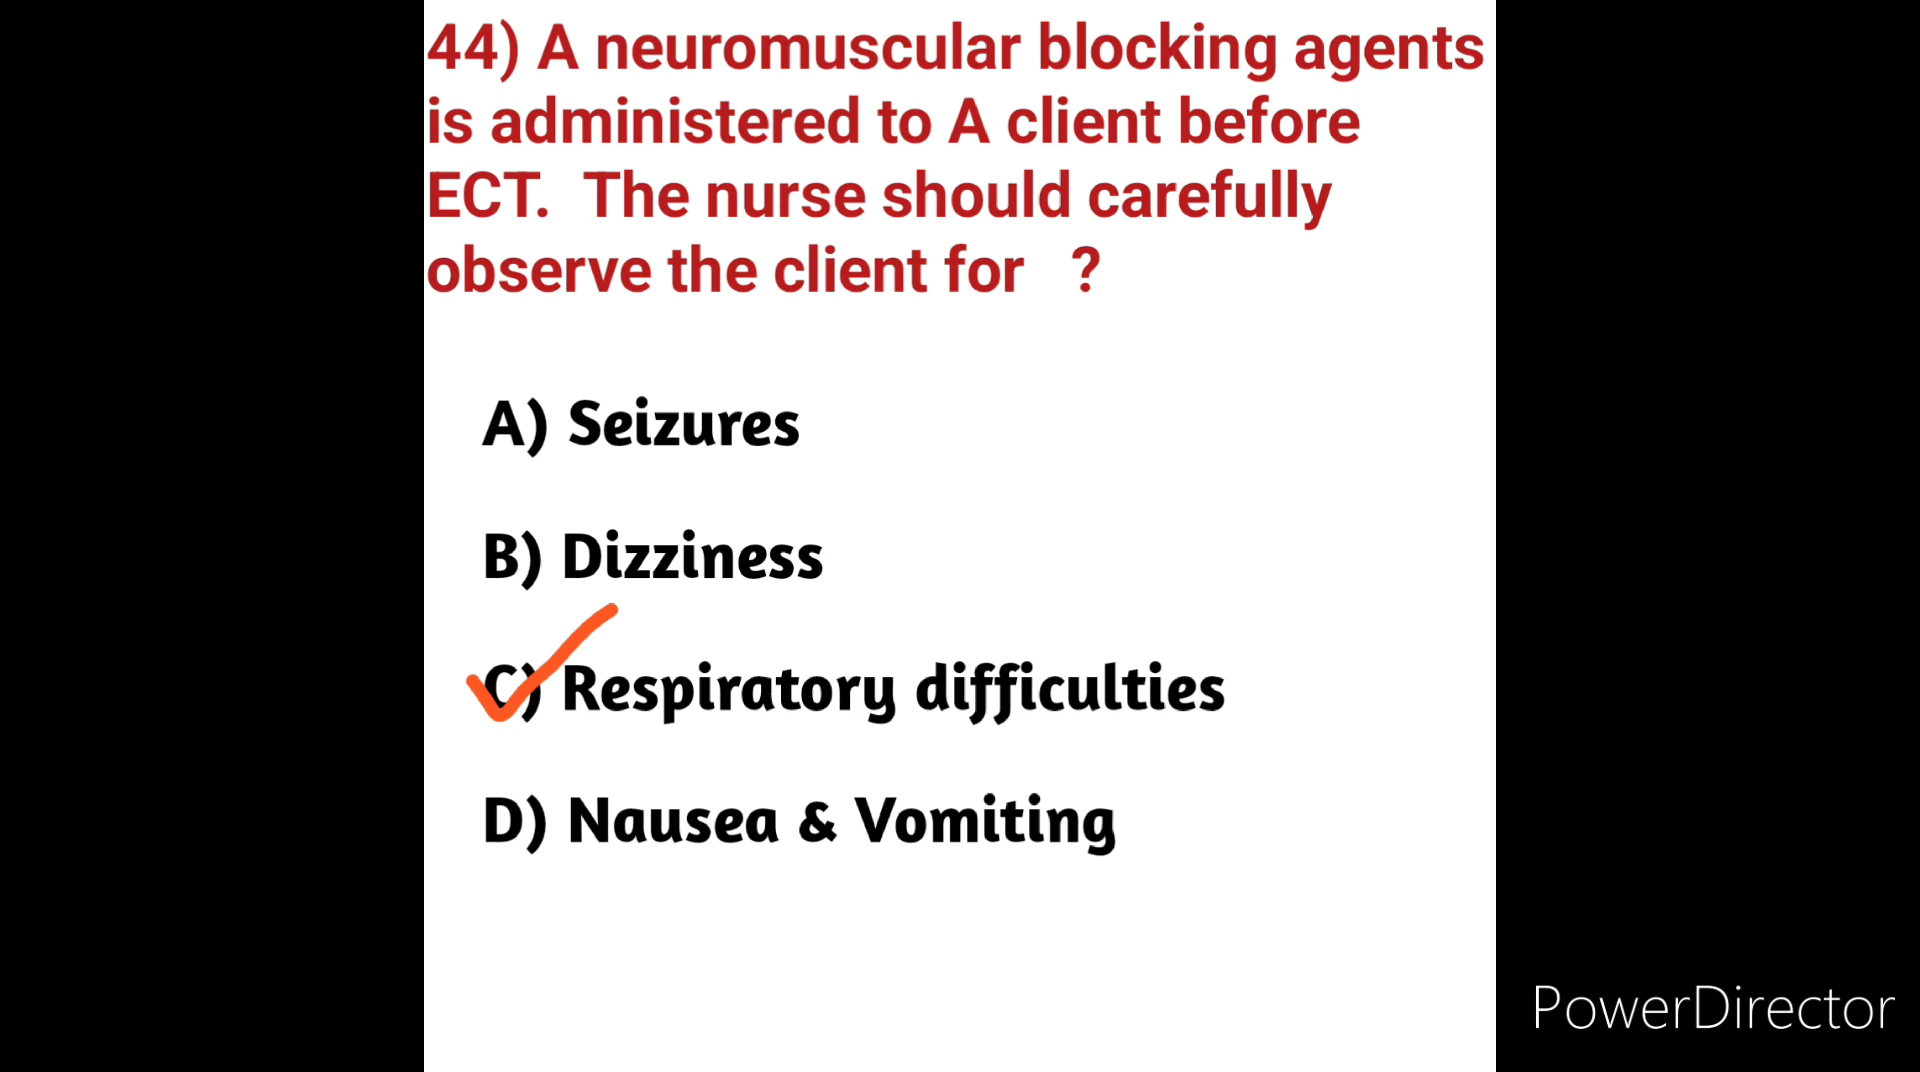 44) A neuromuscular blocking agents
is administered to A client before
ECT. The nurse should carefully
observe the client for ?
A) Seizures
B) Dizziness
C) Respiratory difficulties
D) Nausea & Vomiting
PowerDirector